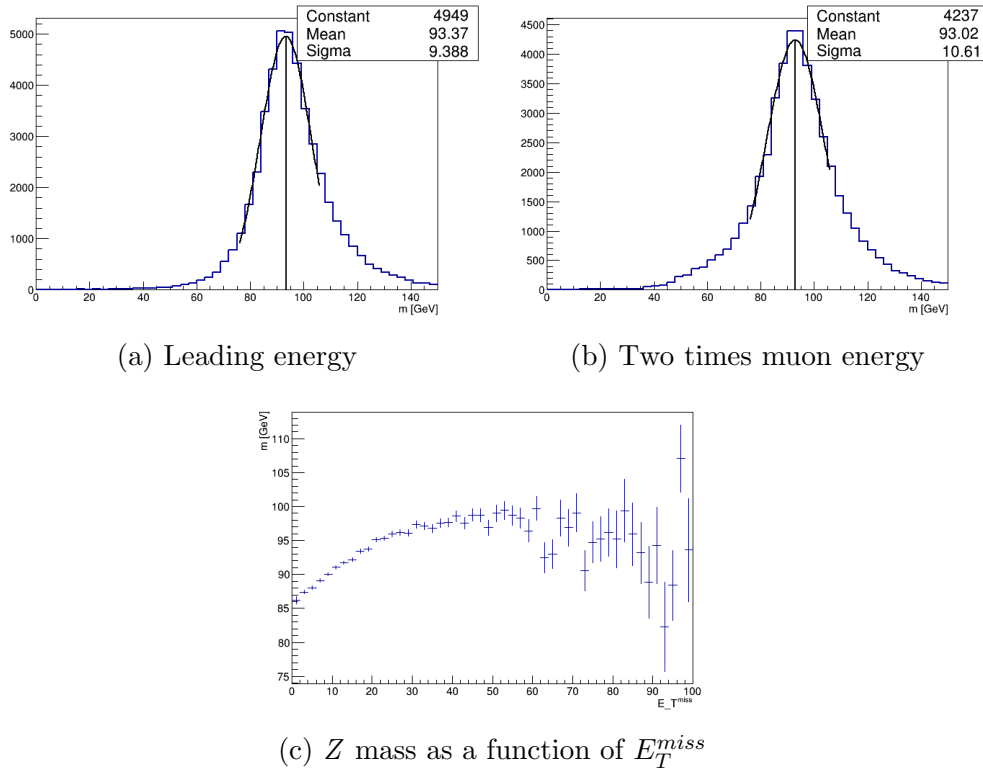 Constant 4949
Mean 93.37
Sigma 9.388
5000
4000
3000
2000
1000
0
0 20 40 60 80 100 120 140
m [GeV]
(a) Leading energy
Constant 4237
Mean 93.02
Sigma 10.61
4500
4000
3500
3000
2500
2000
1500
1000
500
0
0 20 40 60 80 100 120 140
m [GeV]
(b) Two times muon energy
m [GeV]
110
105
100
95
90
85
80
75
0 10 20 30 40 50 60 70 80 90 100
E_T^miss
(c) Z mass as a function of E_T^{miss}